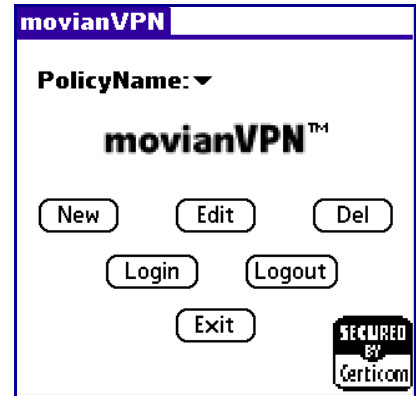 movianVPN
PolicyName:
movianVPN™
New Edit Del
Login Logout
Exit
SECURED
BY
Certicom